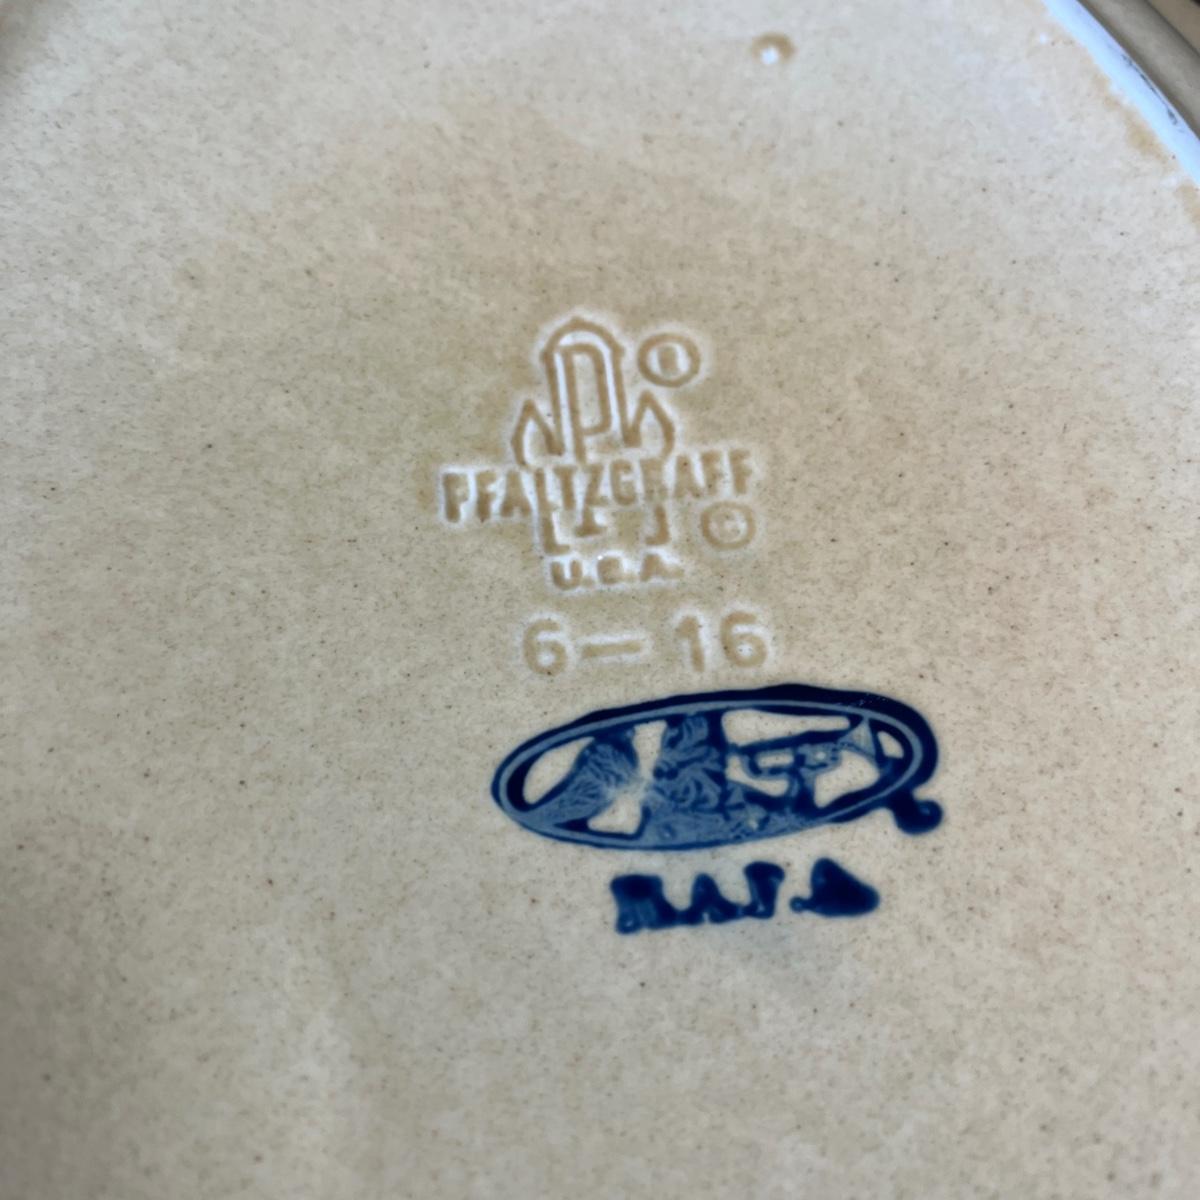 P ®
PFALTZGRAFF
©
U.S.A.
6-16